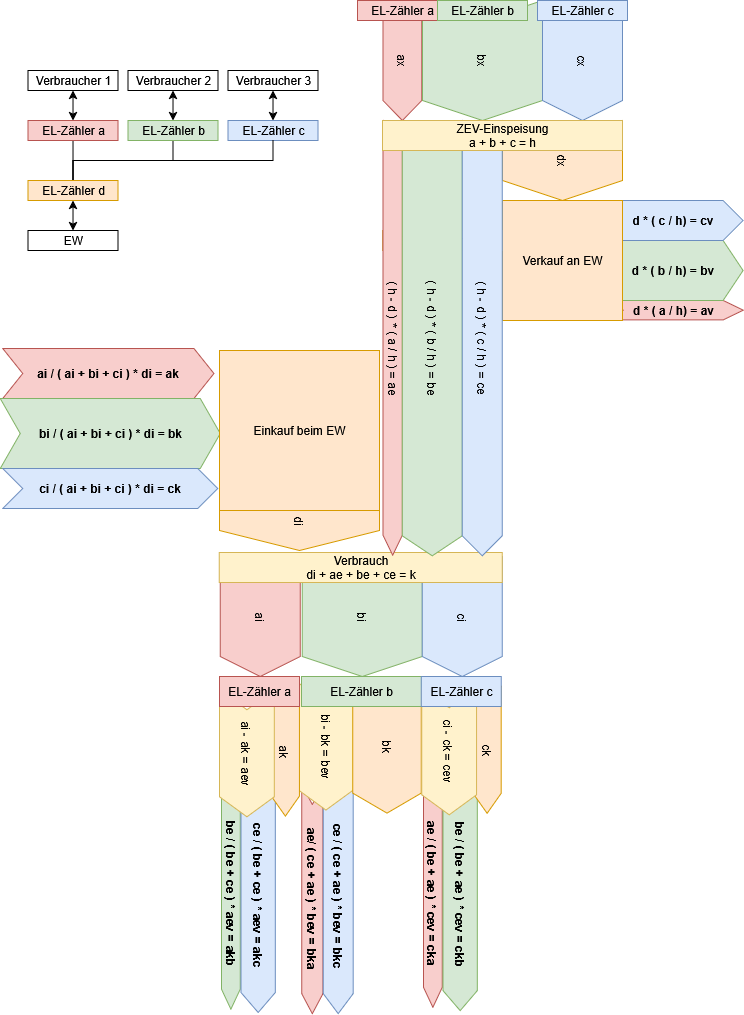 EL-Zähler a
EL-Zähler b
EL-Zähler c
ax
bx
cx
Verbraucher 1
Verbraucher 2
Verbraucher 3
EL-Zähler a
EL-Zähler b
EL-Zähler c
EL-Zähler d
EW
ZEV-Einspeisung
a + b + c = h
dx
Verkauf an EW
d * ( c / h) = cv
d * ( b / h) = bv
d * ( a / h) = av
( h - d ) * ( a / h ) = ae
( h - d ) * ( b / h ) = be
( h - d ) * ( c / h ) = ce
ai / ( ai + bi + ci ) * di = ak
bi / ( ai + bi + ci ) * di = bk
ci / ( ai + bi + ci ) * di = ck
Einkauf beim EW
di
Verbrauch
di + ae + be + ce = k
ai
bi
ci
EL-Zähler a
EL-Zähler b
EL-Zähler c
ai - ak = aev
ak
bi - bk = bev
bk
ci - ck = cev
ck
be / ( be + ce ) * aev = akb
ce / ( be + ce ) * aev = akc
ae/ ( ce + ae ) * bev = bka
ce / ( ce + ae ) * bev = bkc
ae / ( be + ae ) * cev = cka
be / ( be + ae ) * cev = ckb